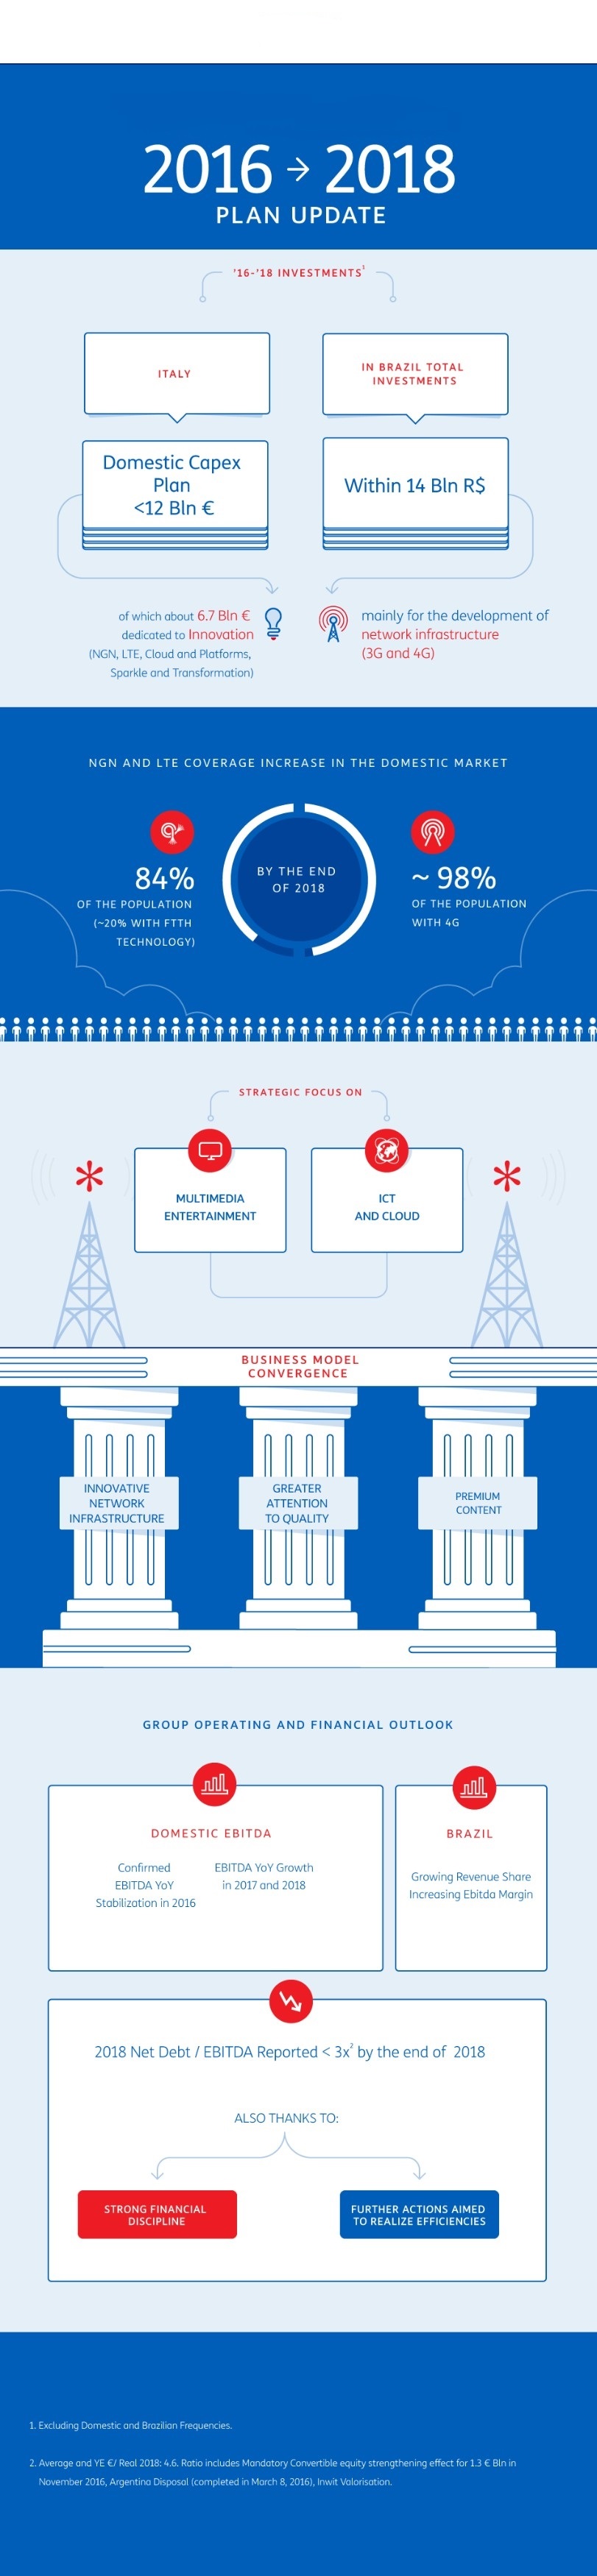 2016 → 2018
PLAN UPDATE
'16-'18 INVESTMENTS¹
ITALY
Domestic Capex
Plan
<12 Bln €
of which about 6.7 Bln €
dedicated to Innovation
(NGN, LTE, Cloud and Platforms,
Sparkle and Transformation)
IN BRAZIL TOTAL
INVESTMENTS
Within 14 Bln R$
mainly for the development of
network infrastructure
(3G and 4G)
NGN AND LTE COVERAGE INCREASE IN THE DOMESTIC MARKET
84%
OF THE POPULATION
(~20% WITH FTTH
TECHNOLOGY)
BY THE END
OF 2018
~ 98%
OF THE POPULATION
WITH 4G
STRATEGIC FOCUS ON
MULTIMEDIA
ENTERTAINMENT
ICT
AND CLOUD
BUSINESS MODEL
CONVERGENCE
INNOVATIVE
NETWORK
INFRASTRUCTURE
GREATER
ATTENTION
TO QUALITY
PREMIUM
CONTENT
GROUP OPERATING AND FINANCIAL OUTLOOK
DOMESTIC EBITDA
Confirmed
EBITDA YoY
Stabilization in 2016
EBITDA YoY Growth
in 2017 and 2018
BRAZIL
Growing Revenue Share
Increasing Ebitda Margin
2018 Net Debt / EBITDA Reported < 3x² by the end of 2018
ALSO THANKS TO:
STRONG FINANCIAL
DISCIPLINE
FURTHER ACTIONS AIMED
TO REALIZE EFFICIENCIES
1. Excluding Domestic and Brazilian Frequencies.
2. Average and YE €/ Real 2018: 4.6. Ratio includes Mandatory Convertible equity strengthening effect for 1.3 € Bln in
November 2016, Argentina Disposal (completed in March 8, 2016), Inwit Valorisation.